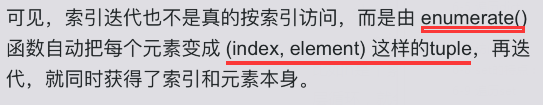 可见，索引迭代也不是真的按索引访问，而是由 enumerate()
函数自动把每个元素变成 (index, element) 这样的tuple，再迭
代，就同时获得了索引和元素本身。